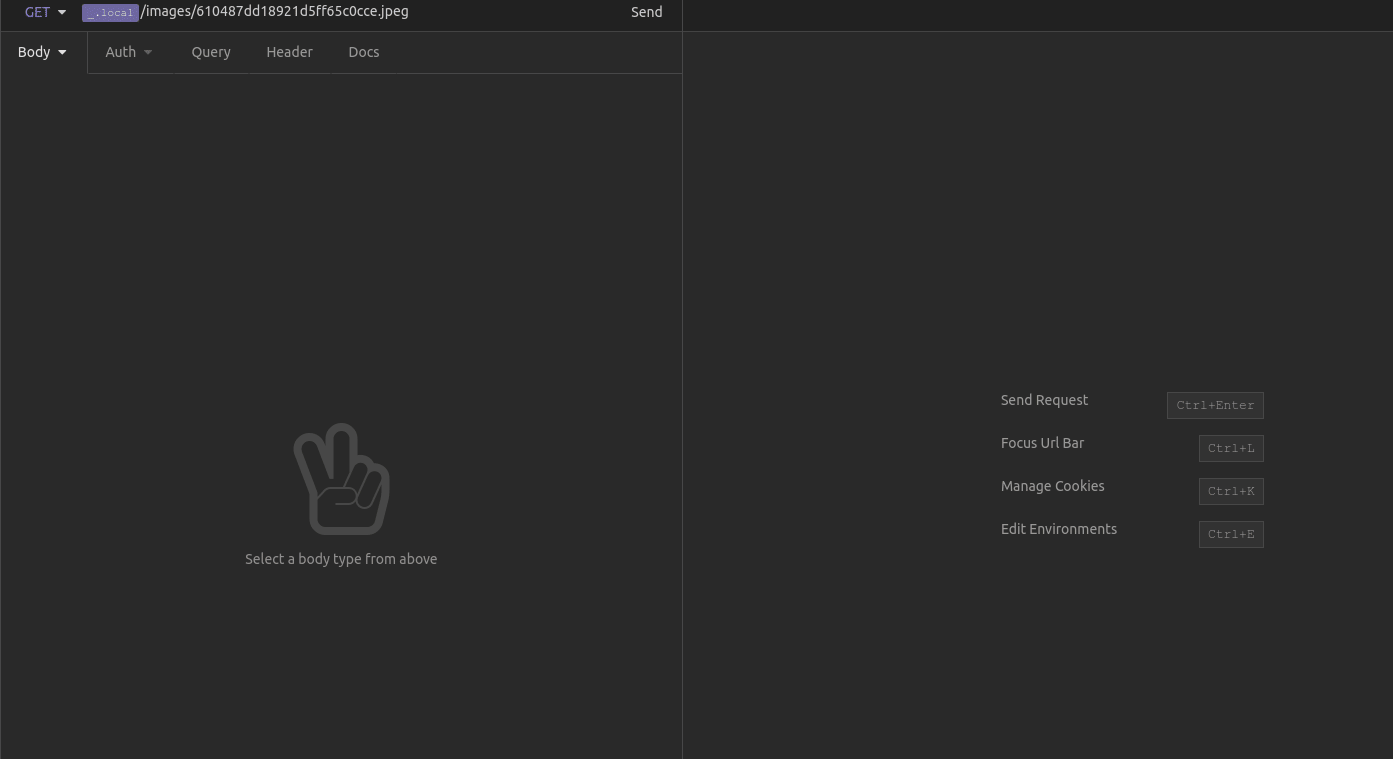 GET _.local/images/610487dd18921d5ff65c0cce.jpeg Send
Body Auth Query Header Docs
Select a body type from above
Send Request Ctrl+Enter
Focus Url Bar Ctrl+L
Manage Cookies Ctrl+K
Edit Environments Ctrl+E